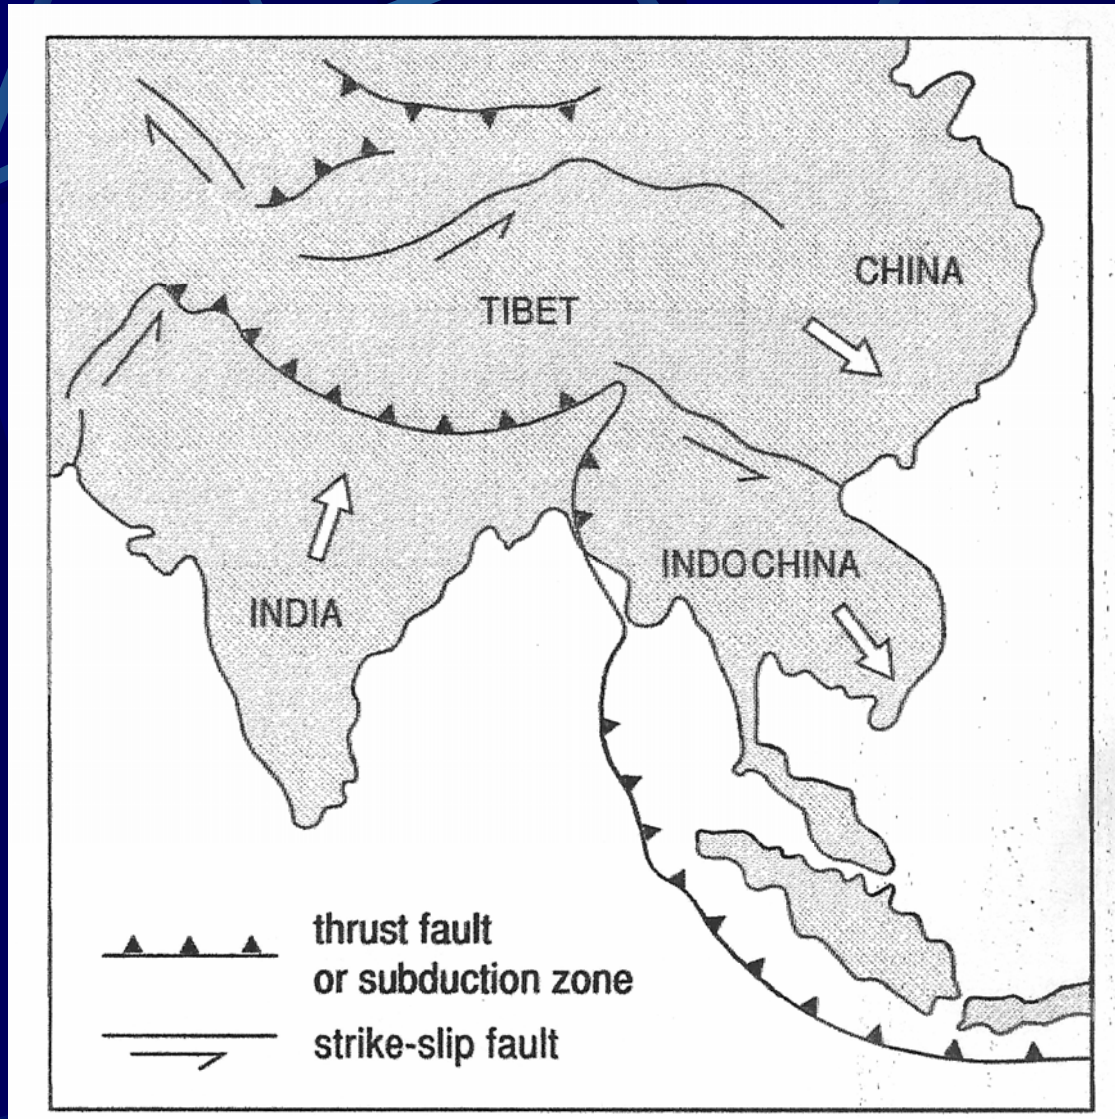 CHINA
TIBET
INDOCHINA
INDIA
thrust fault
or subduction zone
strike-slip fault